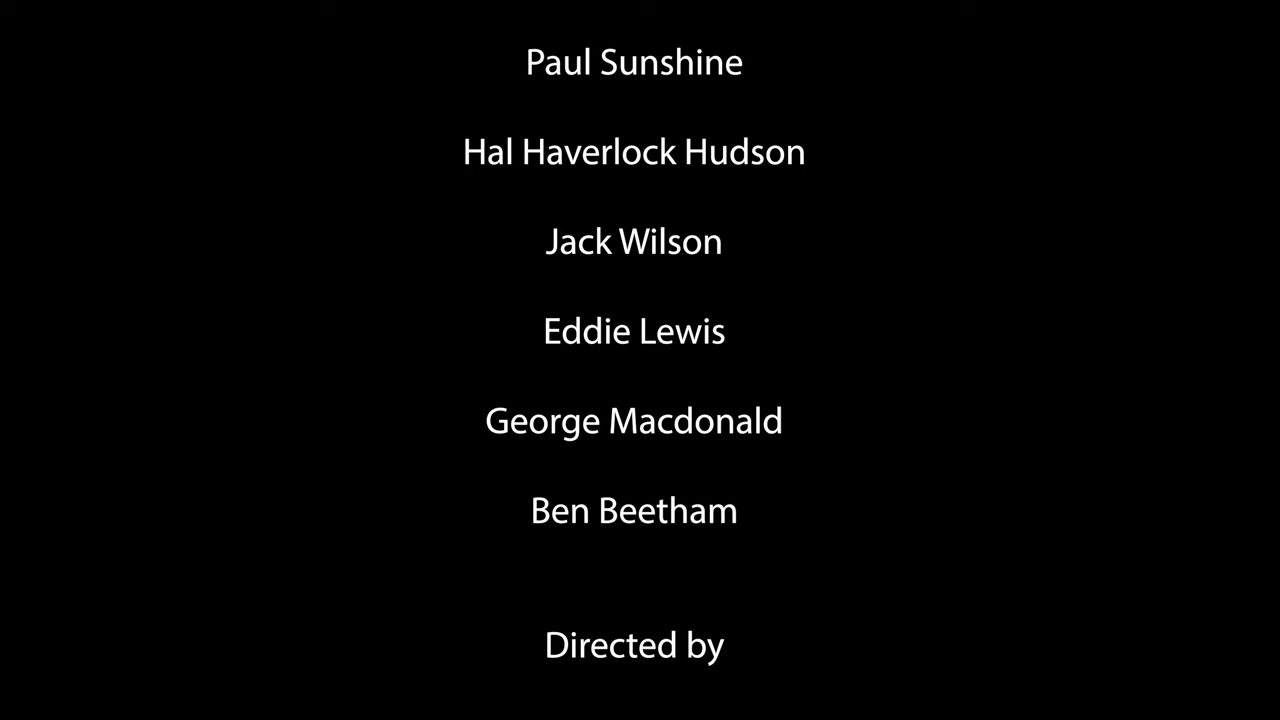 Paul Sunshine
Hal Haverlock Hudson
Jack Wilson
Eddie Lewis
George Macdonald
Ben Beetham
Directed by